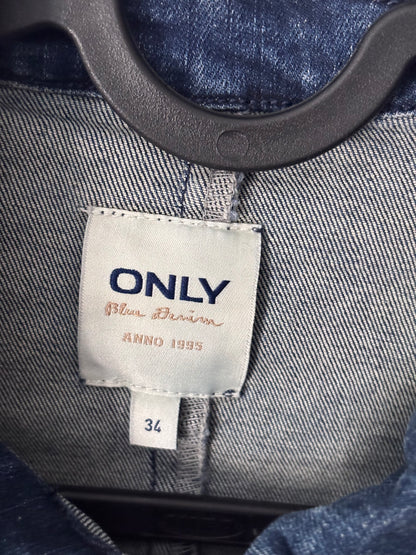 ONLY
Blue Denim
ANNO 1995
34